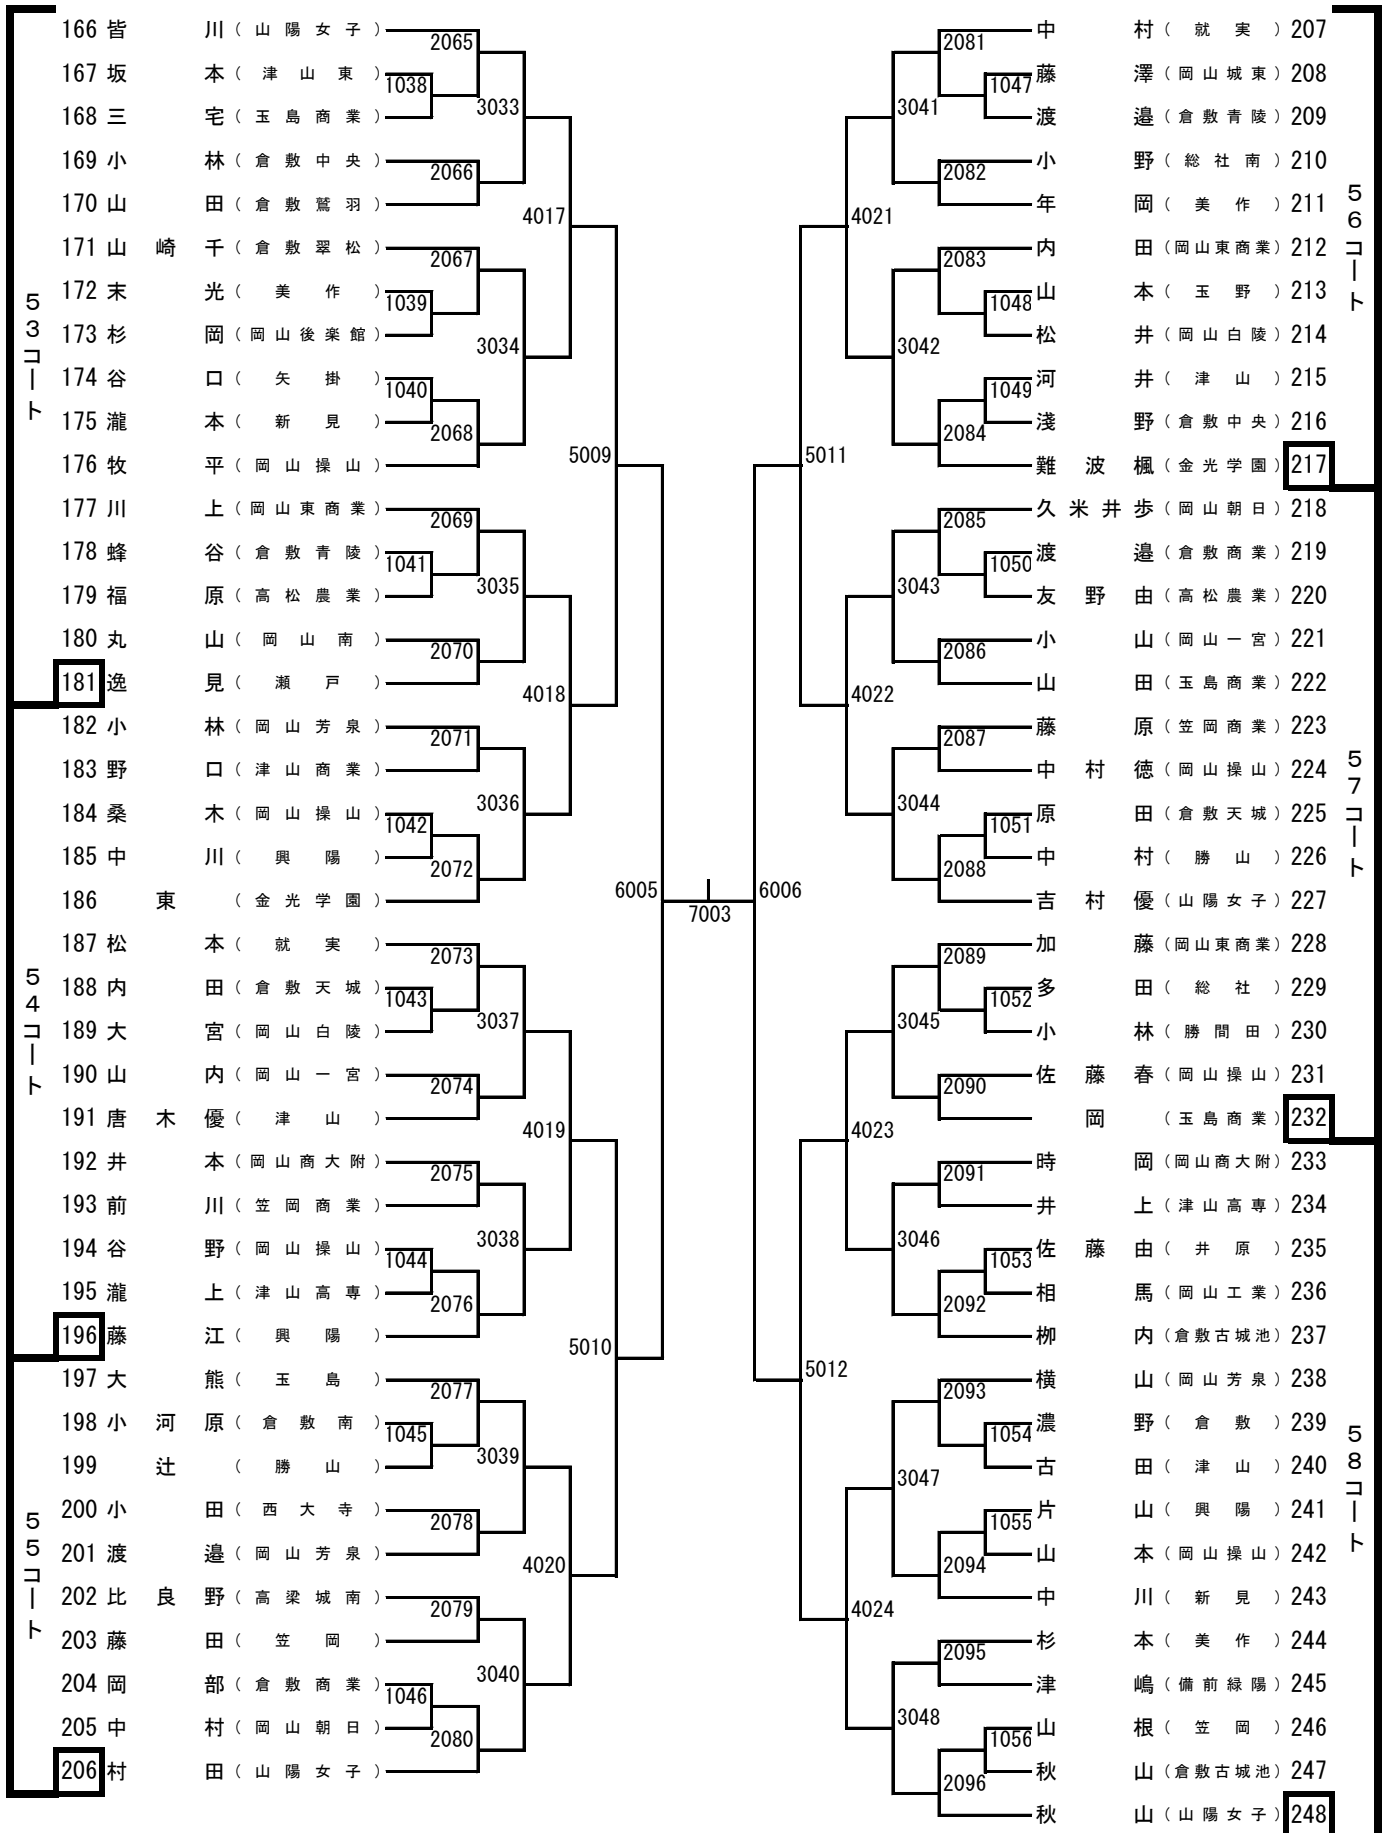 53コート
166 皆川(山陽女子)
167 坂本(津山東)
168 三宅(玉島商業)
169 小林(倉敷中央)
170 山田(倉敷鷲羽)
171 山崎千(倉敷翠松)
172 末光(美作)
173 杉岡(岡山後楽館)
174 谷口(矢掛)
175 瀧本(新見)
176 牧平(岡山操山)
177 川上(岡山東商業)
178 蜂谷(倉敷青陵)
179 福原(高松農業)
180 丸山(岡山南)
181 逸見(瀬戸)
54コート
182 小林(岡山芳泉)
183 野口(津山商業)
184 桑木(岡山操山)
185 中川(興陽)
186 東(金光学園)
187 松本(就実)
188 内田(倉敷天城)
189 大宮(岡山白陵)
190 山内(岡山一宮)
191 唐木優(津山)
192 井本(岡山商大附)
193 前川(笠岡商業)
194 谷野(岡山操山)
195 瀧上(津山高専)
196 藤江(興陽)
55コート
197 大熊(玉島)
198 小河原(倉敷南)
199 辻(勝山)
200 小田(西大寺)
201 渡邉(岡山芳泉)
202 比良野(高梁城南)
203 藤田(笠岡)
204 岡部(倉敷商業)
205 中村(岡山朝日)
206 村田(山陽女子)
1038
1039
1040
1041
1042
1043
1044
1045
1046
2065
2066
2067
2068
2069
2070
2071
2072
2073
2074
2075
2076
2077
2078
2079
2080
3033
3034
3035
3036
3037
3038
3039
3040
4017
4018
4019
4020
5009
5010
6005
7003
6006
5011
5012
4021
4022
4023
4024
3041
3042
3043
3044
3045
3046
3047
3048
2081
2082
2083
2084
2085
2086
2087
2088
2089
2090
2091
2092
2093
2094
2095
2096
1047
1048
1049
1050
1051
1052
1053
1054
1055
1056
56コート
中村(就実)207
藤澤(岡山城東)208
渡邉(倉敷青陵)209
小野(総社南)210
年岡(美作)211
内田(岡山東商業)212
山本(玉野)213
松井(岡山白陵)214
河井(津山)215
淺野(倉敷中央)216
難波楓(金光学園)217
57コート
久米井歩(岡山朝日)218
渡邉(倉敷商業)219
友野由(高松農業)220
小山(岡山一宮)221
山田(玉島商業)222
藤原(笠岡商業)223
中村徳(岡山操山)224
原田(倉敷天城)225
中村(勝山)226
吉村優(山陽女子)227
加藤(岡山東商業)228
多田(総社)229
小林(勝間田)230
佐藤春(岡山操山)231
岡(玉島商業)232
58コート
時岡(岡山商大附)233
井上(津山高専)234
佐藤由(井原)235
相馬(岡山工業)236
栁内(倉敷古城池)237
横山(岡山芳泉)238
濃野(倉敷)239
古田(津山)240
片山(興陽)241
山本(岡山操山)242
中川(新見)243
杉本(美作)244
津嶋(備前緑陽)245
山根(笠岡)246
秋山(倉敷古城池)247
秋山(山陽女子)248